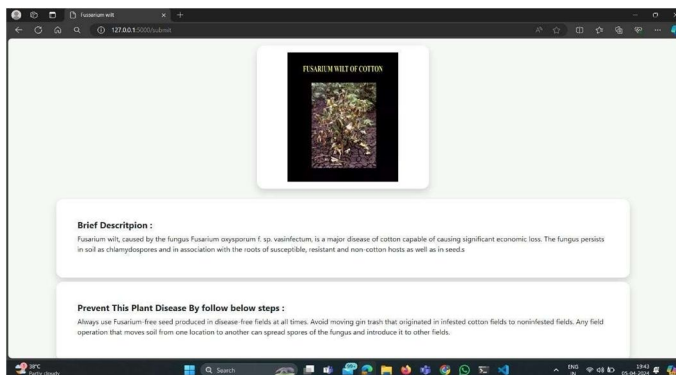 Fusserium wilt
127.0.0.1:5000/submit
FUSARIUM WILT OF COTTON
Brief Descritpion :
Fusarium wilt, caused by the fungus Fusarium oxysporum f. sp. vasinfectum, is a major disease of cotton capable of causing significant economic loss. The fungus persists
in soil as chlamydospores and in association with the roots of susceptible, resistant and non-cotton hosts as well as in seed.s
Prevent This Plant Disease By follow below steps :
Always use Fusarium-free seed produced in disease-free fields at all times. Avoid moving gin trash that originated in infested cotton fields to noninfested fields. Any field
operation that moves soil from one location to another can spread spores of the fungus and introduce it to other fields.
38°C
Partly cloudy
Search
ENG
IN
19:43
05-04-2024